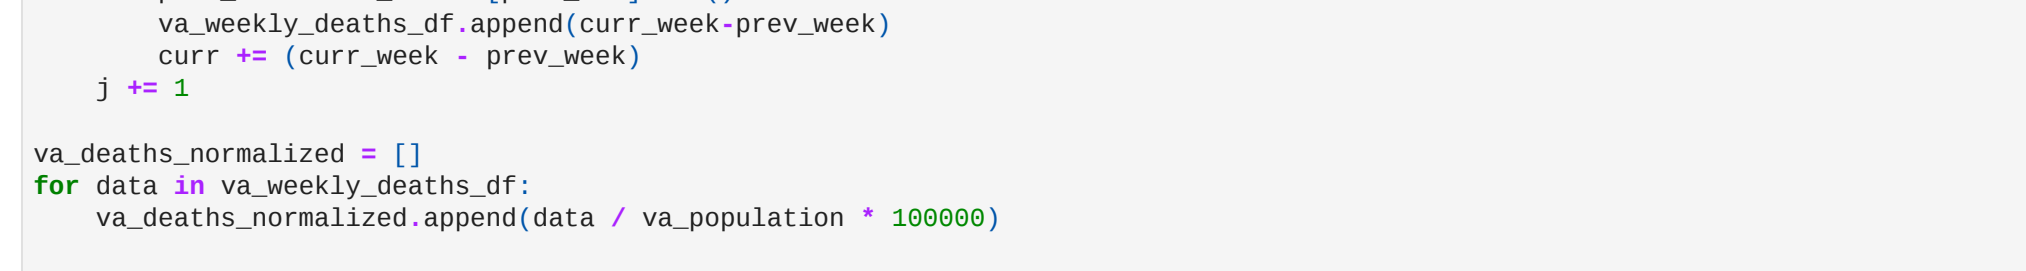 va_weekly_deaths_df.append(curr_week-prev_week)
        curr += (curr_week - prev_week)
    j += 1

va_deaths_normalized = []
for data in va_weekly_deaths_df:
    va_deaths_normalized.append(data / va_population * 100000)